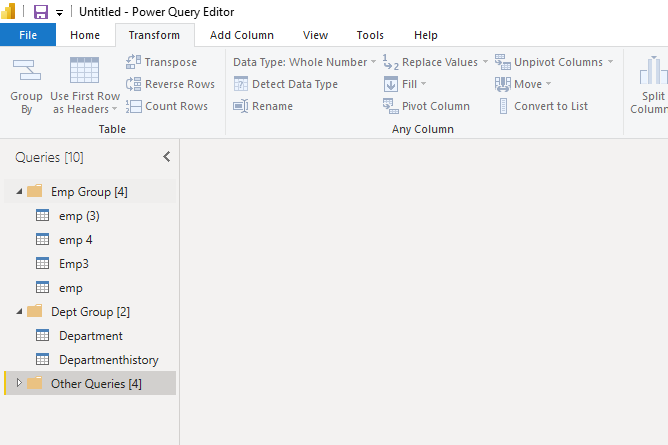 Untitled - Power Query Editor
File Home Transform Add Column View Tools Help
Group By
Use First Row as Headers
Transpose
Reverse Rows
Count Rows
Table
Data Type: Whole Number
Detect Data Type
Rename
Replace Values
Fill
Pivot Column
Unpivot Columns
Move
Convert to List
Any Column
Split
Queries [10]
Emp Group [4]
emp (3)
emp 4
Emp3
emp
Dept Group [2]
Department
Departmenthistory
Other Queries [4]